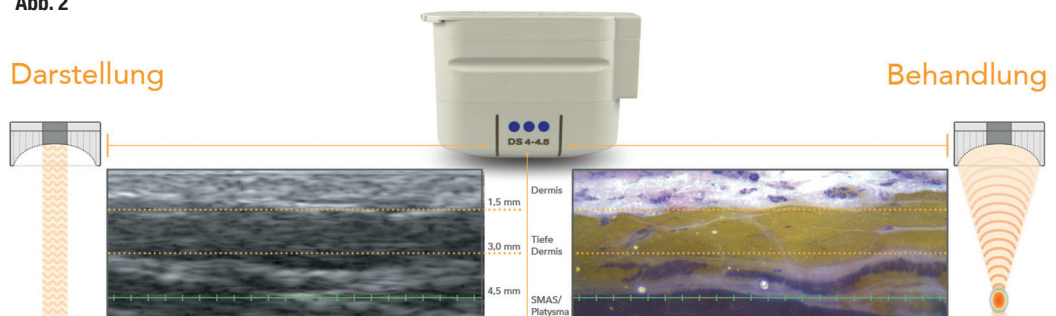 Abb. 2
Darstellung
Behandlung
DS 4-4.5
Dermis
1,5 mm
Tiefe
3,0 mm
Dermis
4,5 mm
SMAS/
Platysma